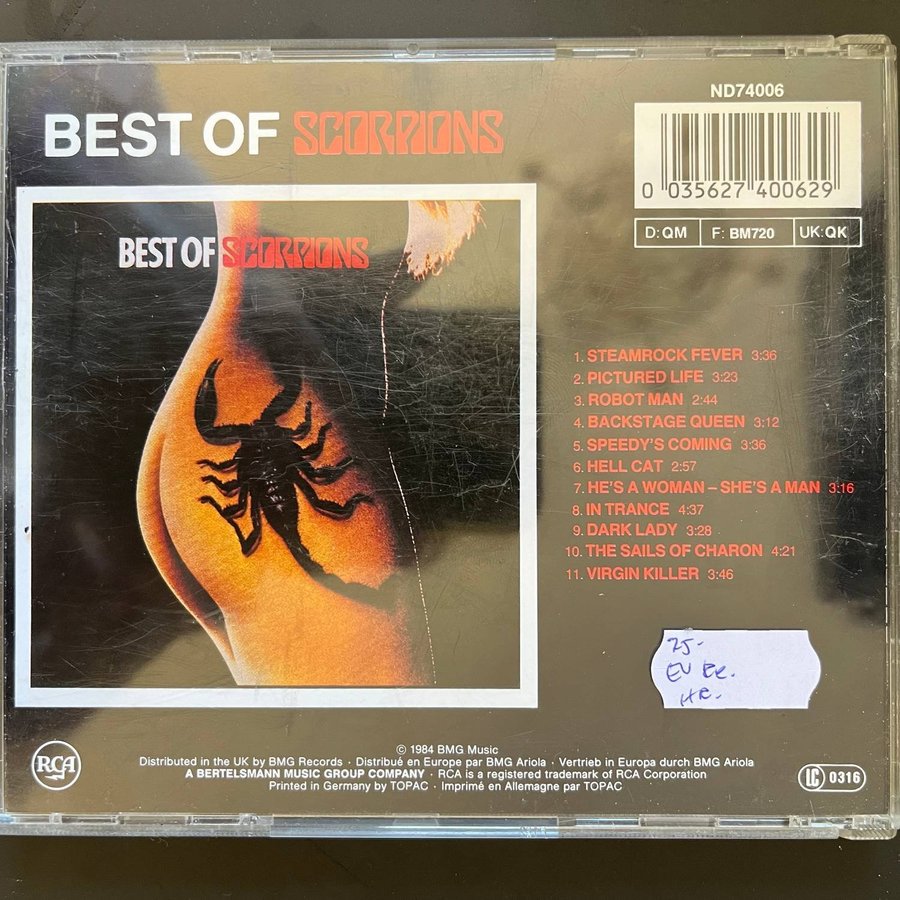 BEST OF SCORPIONS
ND74006
0 035627 400629
D:QM F: BM720 UK:QK
BEST OF SCORPIONS
1. STEAMROCK FEVER 3:36
2. PICTURED LIFE 3:23
3. ROBOT MAN 2:44
4. BACKSTAGE QUEEN 3:12
5. SPEEDY'S COMING 3:36
6. HELL CAT 2:57
7. HE'S A WOMAN – SHE'S A MAN 3:16
8. IN TRANCE 4:37
9. DARK LADY 3:28
10. THE SAILS OF CHARON 4:21
11. VIRGIN KILLER 3:46
25.-
EU
HR.
© 1984 BMG Music
Distributed in the UK by BMG Records · Distribué en Europe par BMG Ariola · Vertrieb in Europa durch BMG Ariola
A BERTELSMANN MUSIC GROUP COMPANY · RCA is a registered trademark of RCA Corporation
Printed in Germany by TOPAC · Imprimé en Allemagne par TOPAC
RCA
LC 0316